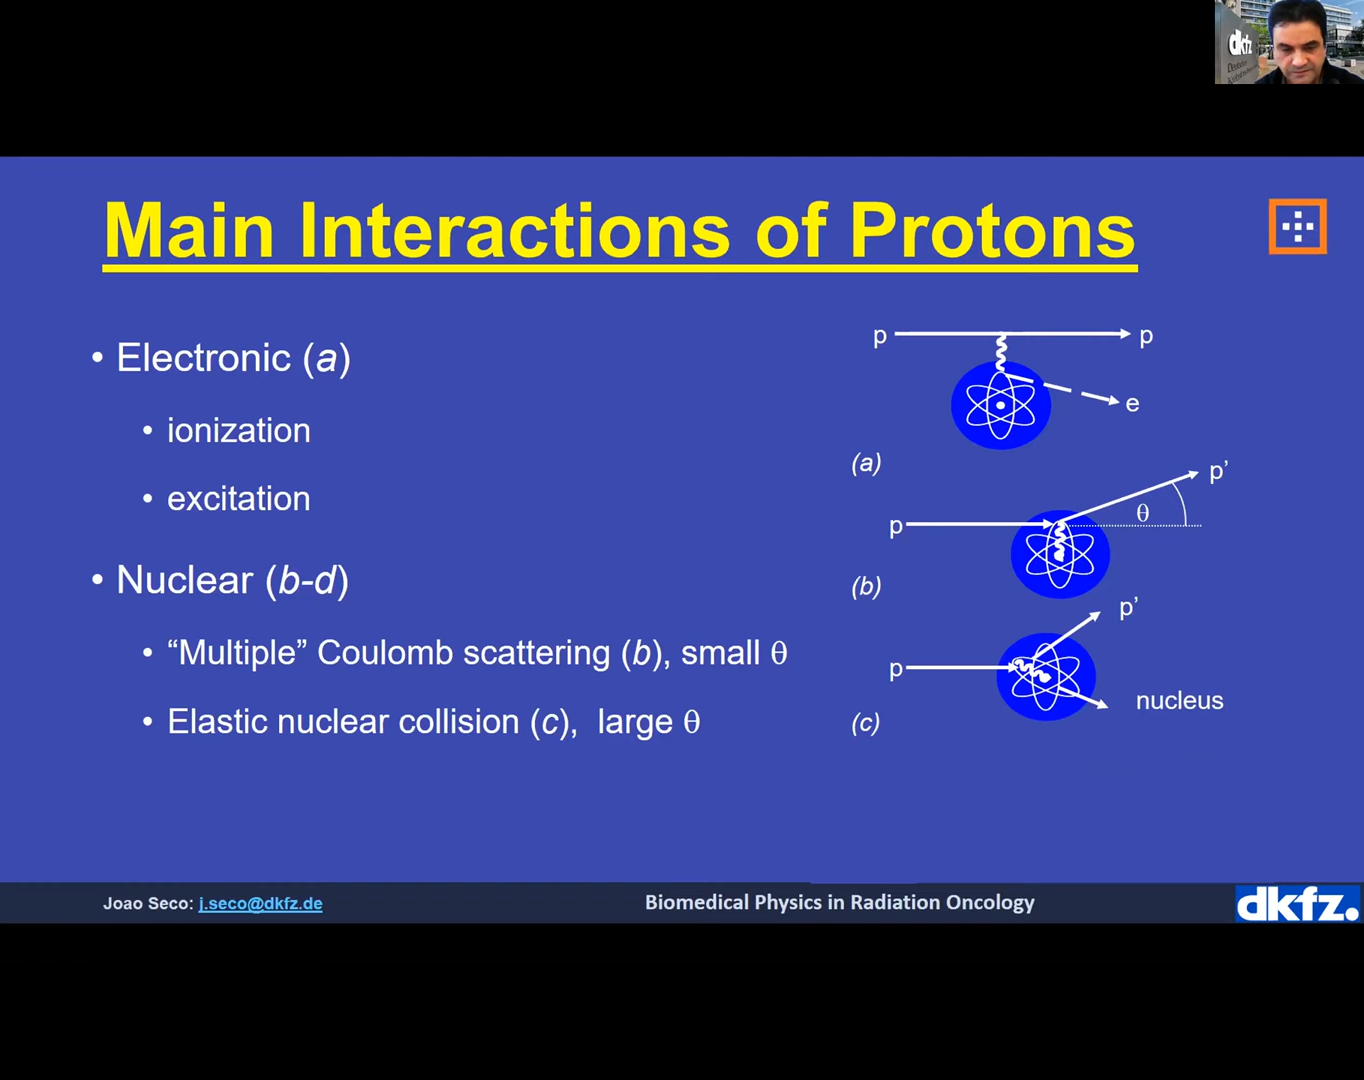 dkfz
Main Interactions of Protons
• Electronic (a)
• ionization
• excitation
• Nuclear (b-d)
• “Multiple” Coulomb scattering (b), small θ
• Elastic nuclear collision (c), large θ
p
p
e
(a)
p
p’
θ
(b)
p
p’
nucleus
(c)
Joao Seco: j.seco@dkfz.de
Biomedical Physics in Radiation Oncology
dkfz.